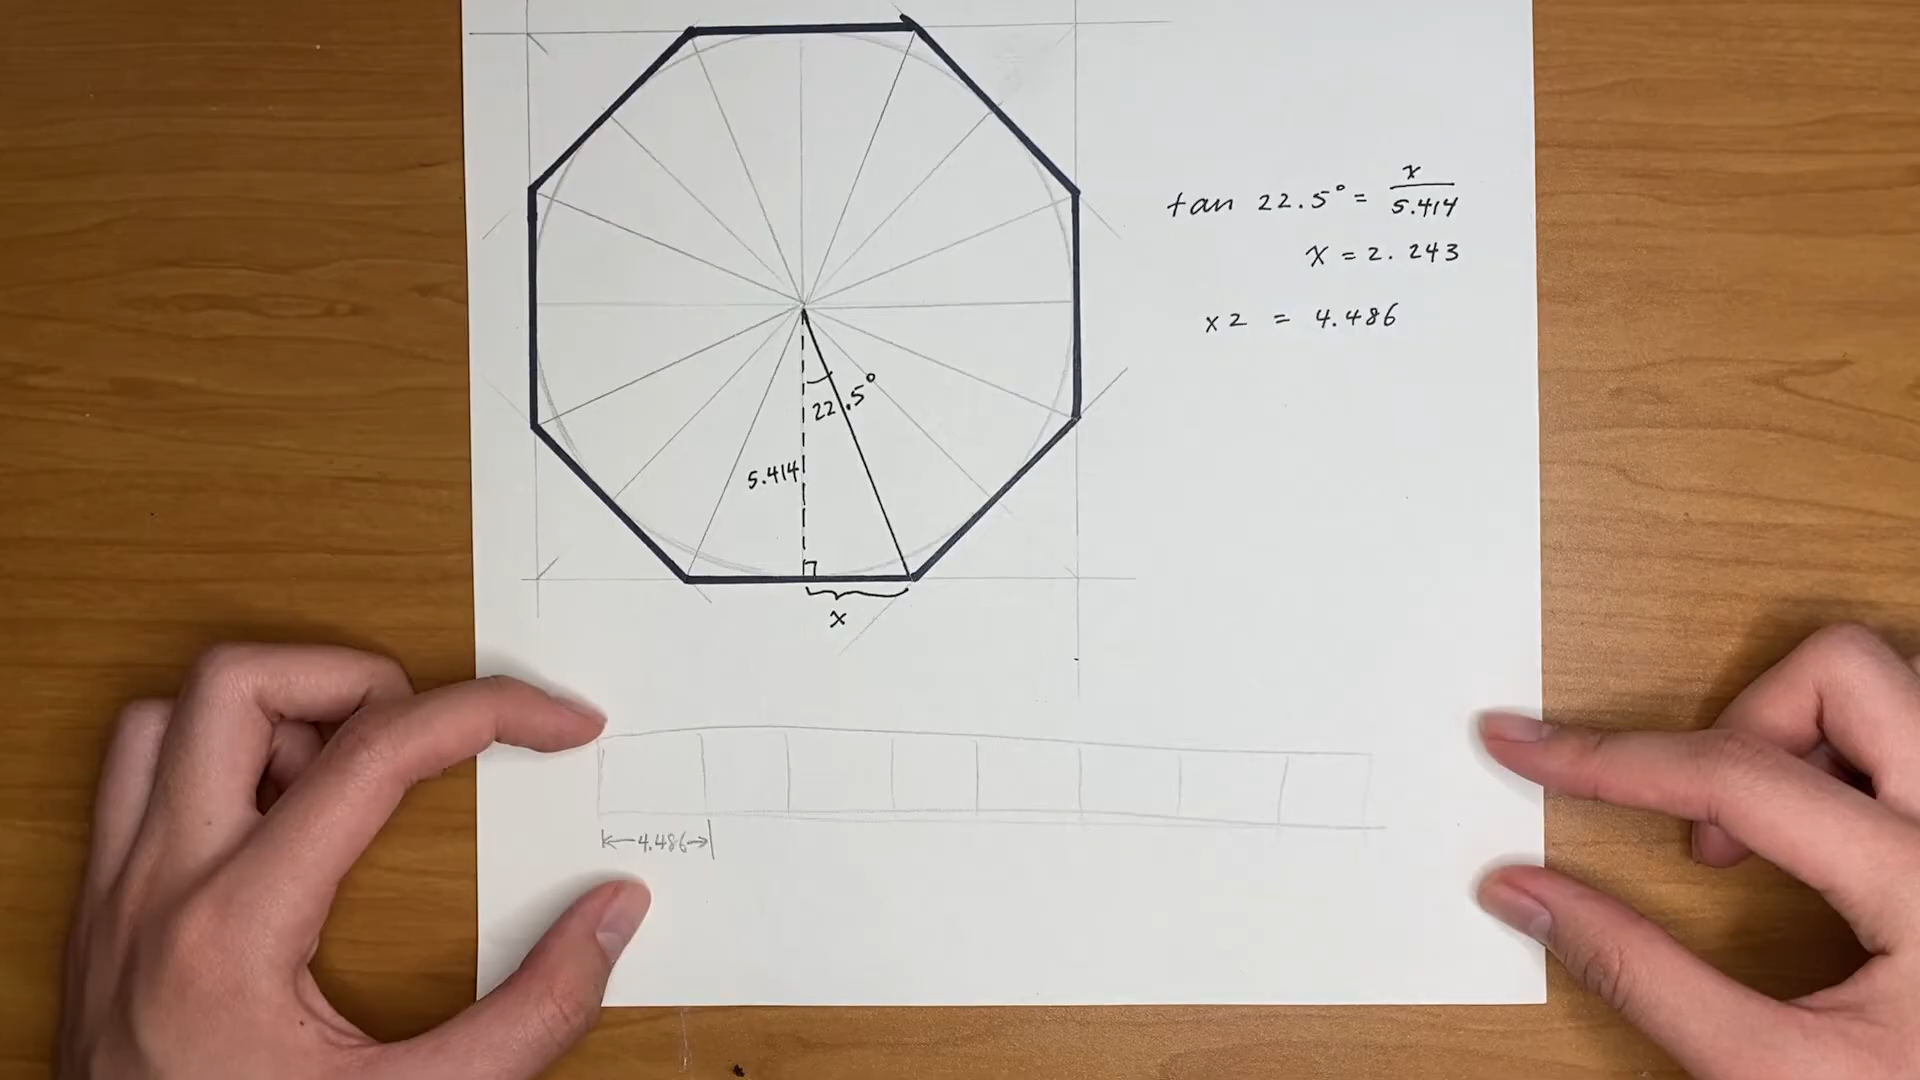 tan 22.5° = x/5.414
x = 2.243
x2 = 4.486
22.5°
5.414
x
4.486